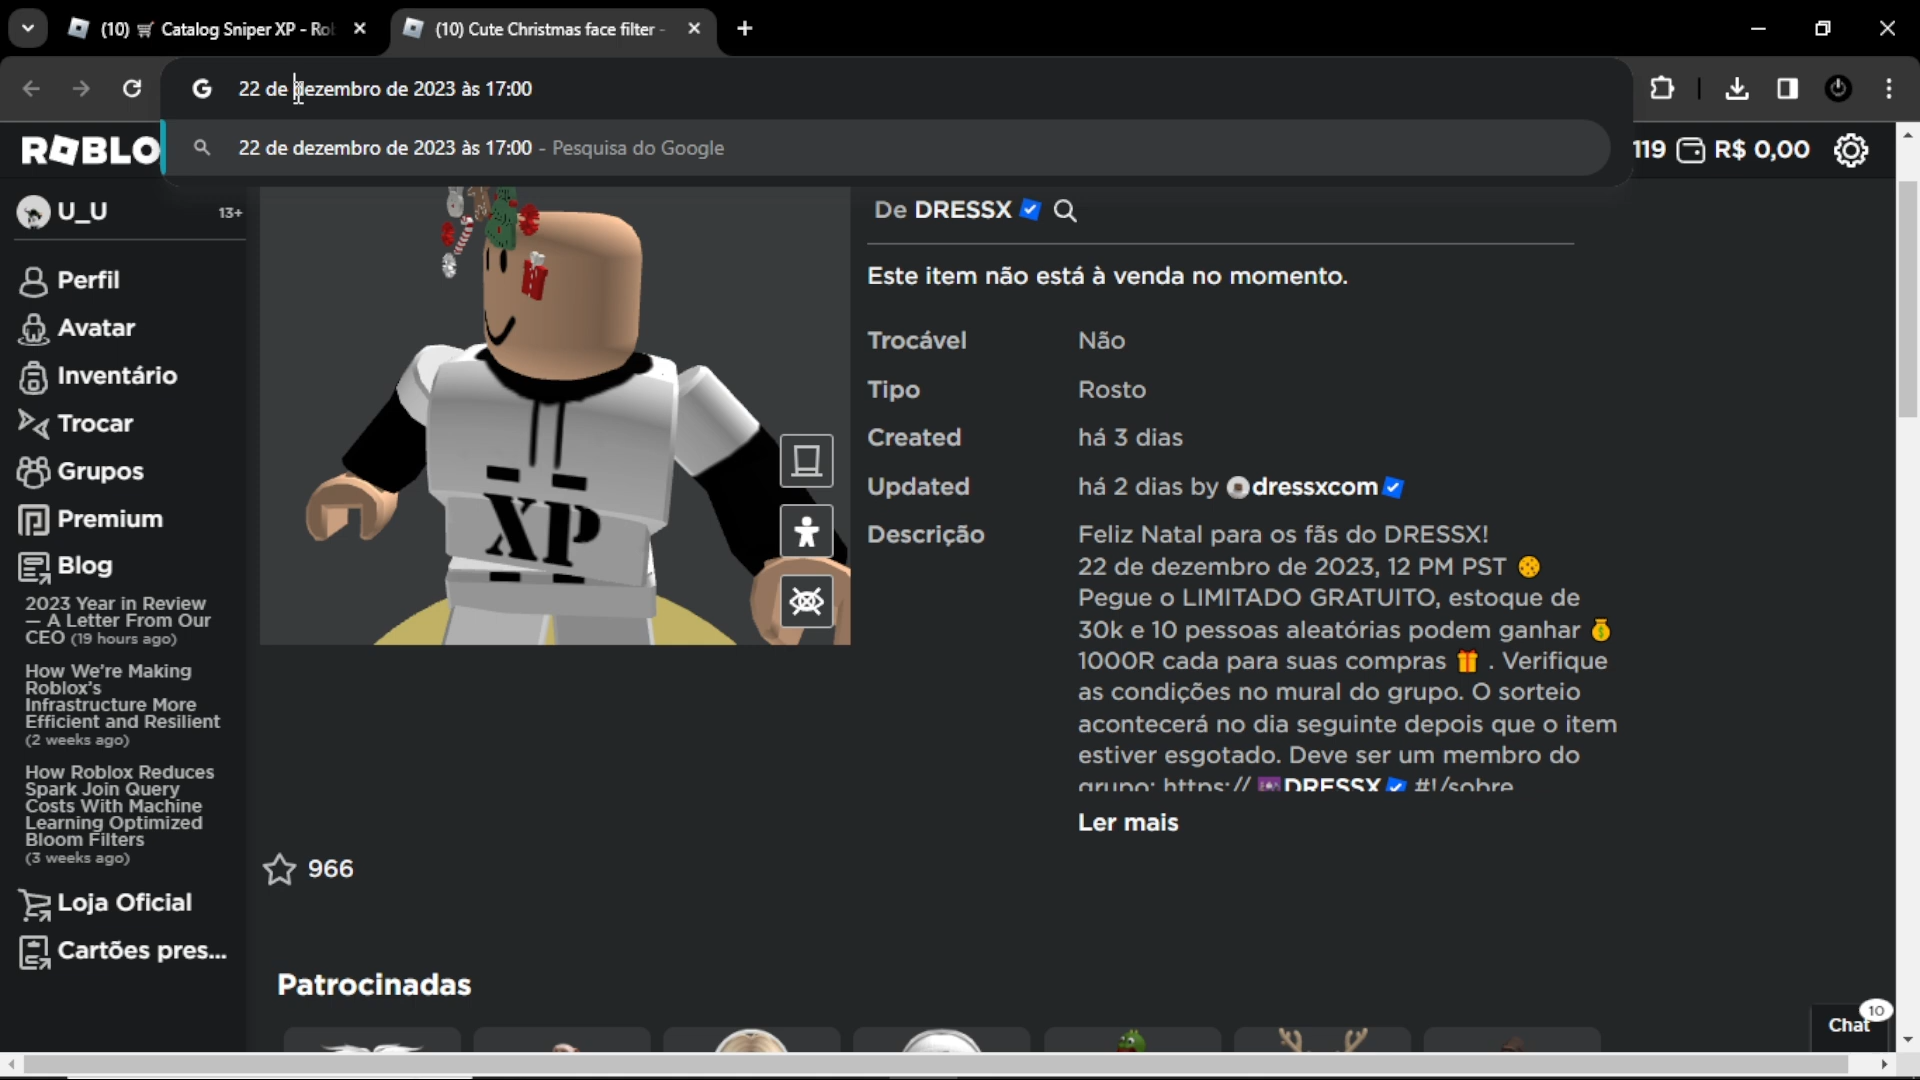 (10) 🛒 Catalog Sniper XP - Rob
(10) Cute Christmas face filter -
22 de dezembro de 2023 às 17:00
22 de dezembro de 2023 às 17:00 - Pesquisa do Google
ROBLO
119
R$ 0,00
U_U
13+
Perfil
Avatar
Inventário
Trocar
Grupos
Premium
Blog
2023 Year in Review
— A Letter From Our
CEO (19 hours ago)
How We're Making
Roblox's
Infrastructure More
Efficient and Resilient
(2 weeks ago)
How Roblox Reduces
Spark Join Query
Costs With Machine
Learning Optimized
Bloom Filters
(3 weeks ago)
Loja Oficial
Cartões pres...
XP
966
De DRESSX
Este item não está à venda no momento.
Trocável Não
Tipo Rosto
Created há 3 dias
Updated há 2 dias by dressxcom
Descrição Feliz Natal para os fãs do DRESSX!
22 de dezembro de 2023, 12 PM PST 🍪
Pegue o LIMITADO GRATUITO, estoque de
30k e 10 pessoas aleatórias podem ganhar 💰
1000R cada para suas compras 🎁 . Verifique
as condições no mural do grupo. O sorteio
acontecerá no dia seguinte depois que o item
estiver esgotado. Deve ser um membro do
grupo: https:// DRESSX #!/sobre
Ler mais
Patrocinadas
Chat
10